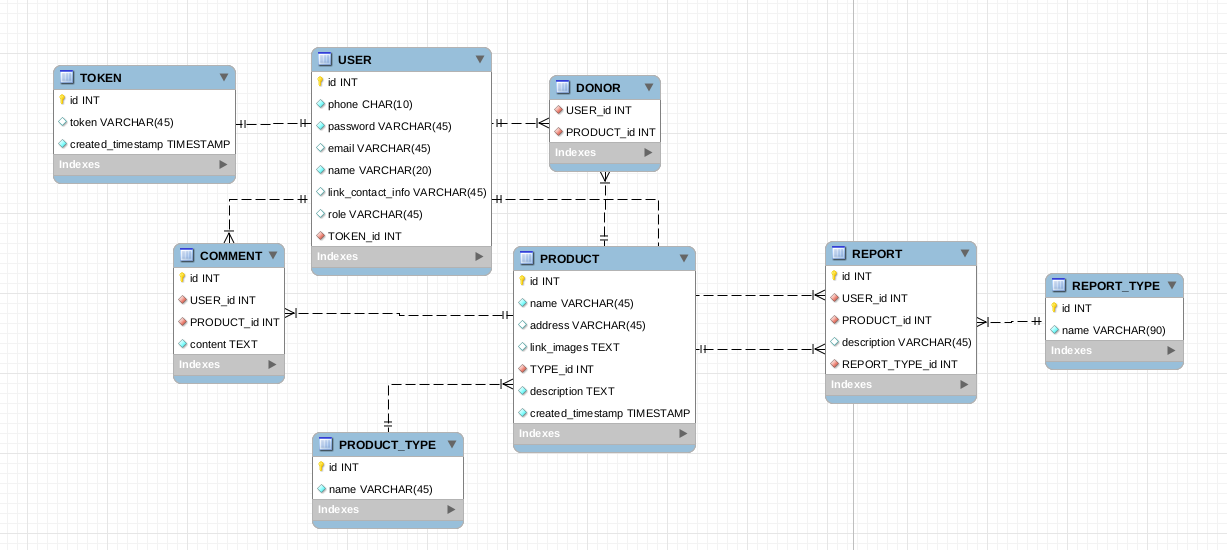 TOKEN
id INT
token VARCHAR(45)
created_timestamp TIMESTAMP
Indexes
USER
id INT
phone CHAR(10)
password VARCHAR(45)
email VARCHAR(45)
name VARCHAR(20)
link_contact_info VARCHAR(45)
role VARCHAR(45)
TOKEN_id INT
Indexes
DONOR
USER_id INT
PRODUCT_id INT
Indexes
COMMENT
id INT
USER_id INT
PRODUCT_id INT
content TEXT
Indexes
PRODUCT
id INT
name VARCHAR(45)
address VARCHAR(45)
link_images TEXT
TYPE_id INT
description TEXT
created_timestamp TIMESTAMP
Indexes
REPORT
id INT
USER_id INT
PRODUCT_id INT
description VARCHAR(45)
REPORT_TYPE_id INT
Indexes
REPORT_TYPE
id INT
name VARCHAR(90)
Indexes
PRODUCT_TYPE
id INT
name VARCHAR(45)
Indexes